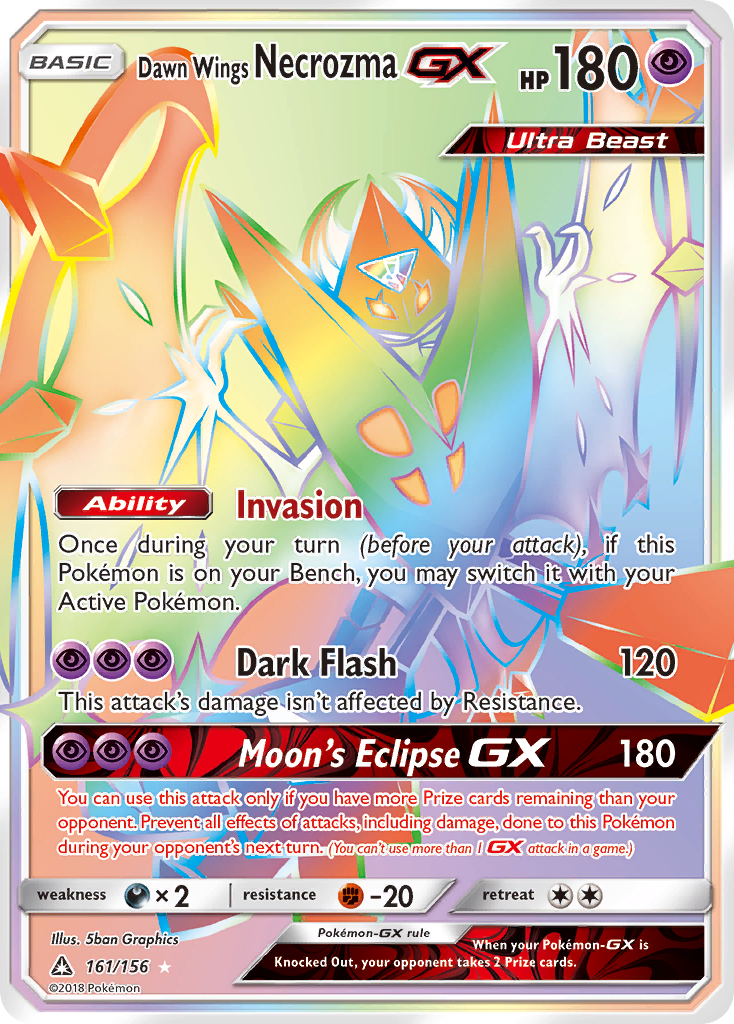 BASIC Dawn Wings Necrozma GX HP 180
Ultra Beast
Ability Invasion
Once during your turn (before your attack), if this
Pokémon is on your Bench, you may switch it with your
Active Pokémon.
Dark Flash 120
This attack's damage isn't affected by Resistance.
Moon's Eclipse GX 180
You can use this attack only if you have more Prize cards remaining than your
opponent. Prevent all effects of attacks, including damage, done to this Pokémon
during your opponent's next turn. (You can't use more than 1 GX attack in a game.)
weakness ×2 resistance -20 retreat
Illus. 5ban Graphics
161/156
©2018 Pokémon
Pokémon-GX rule
When your Pokémon-GX is
Knocked Out, your opponent takes 2 Prize cards.